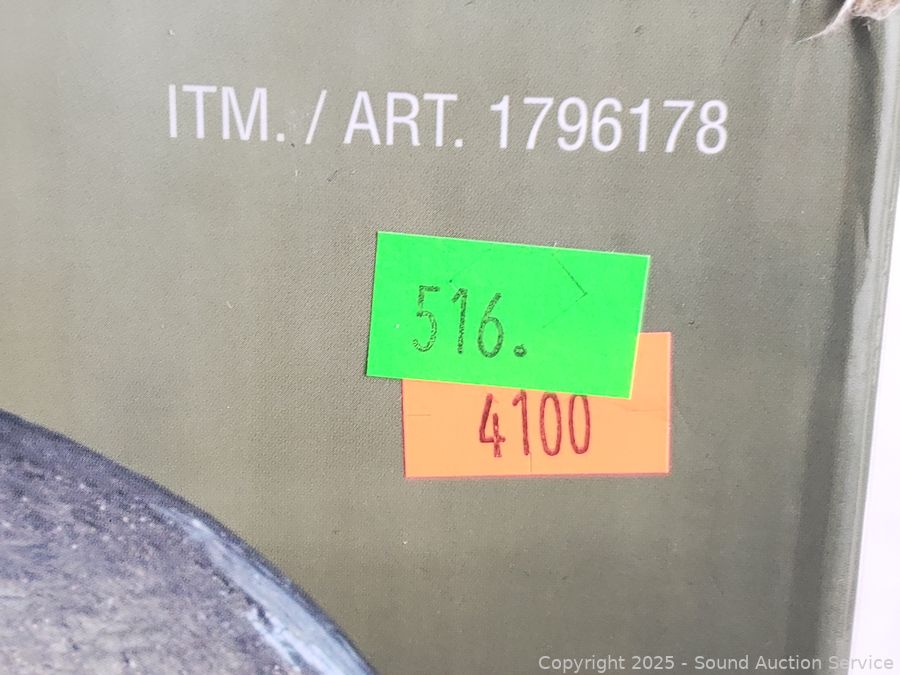 ITM. / ART. 1796178
516.
4100
Copyright 2025 - Sound Auction Service